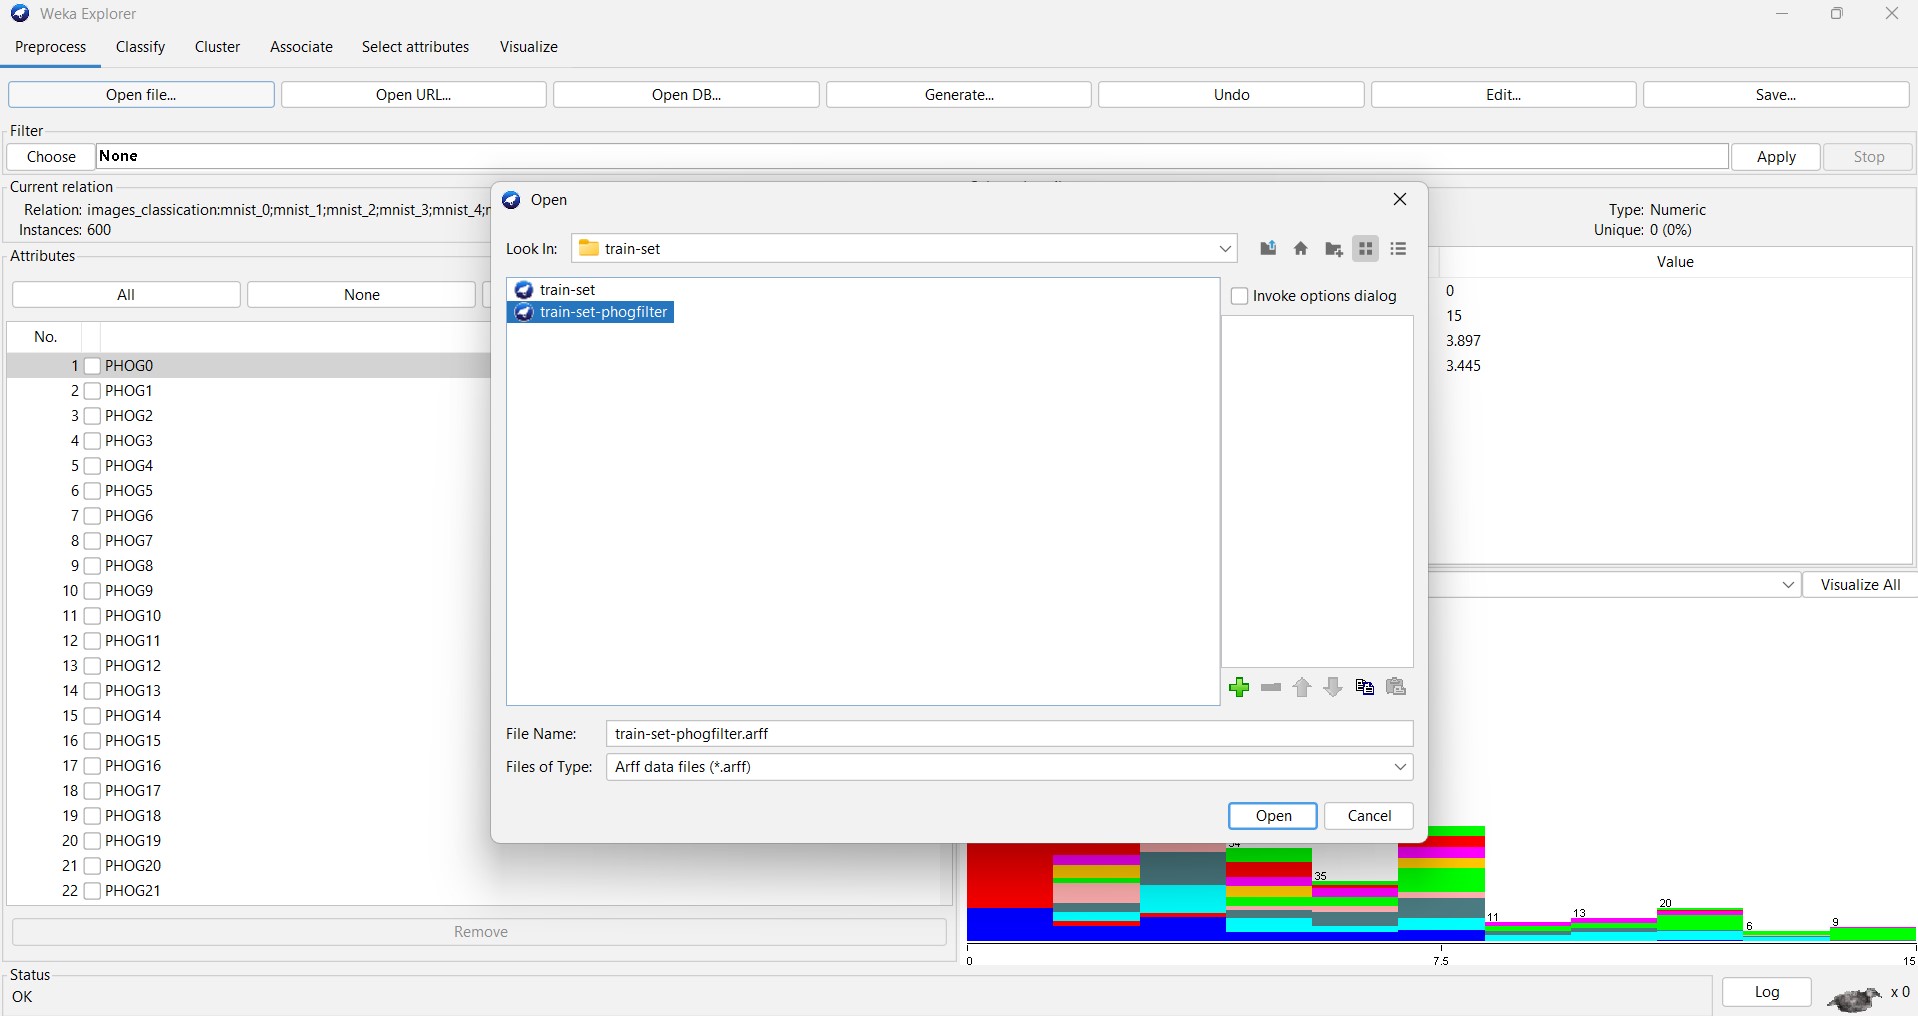 Weka Explorer
Preprocess Classify Cluster Associate Select attributes Visualize
Open file... Open URL... Open DB... Generate... Undo Edit... Save...
Filter
Choose None Apply Stop
Current relation
Relation: images_classication:mnist_0;mnist_1;mnist_2;mnist_3;mnist_4;
Instances: 600
Type: Numeric
Unique: 0 (0%)
Attributes
All None
No.
1 PHOG0
2 PHOG1
3 PHOG2
4 PHOG3
5 PHOG4
6 PHOG5
7 PHOG6
8 PHOG7
9 PHOG8
10 PHOG9
11 PHOG10
12 PHOG11
13 PHOG12
14 PHOG13
15 PHOG14
16 PHOG15
17 PHOG16
18 PHOG17
19 PHOG18
20 PHOG19
21 PHOG20
22 PHOG21
Remove
Open
Look In: train-set
train-set
train-set-phogfilter
Invoke options dialog
File Name: train-set-phogfilter.arff
Files of Type: Arff data files (*.arff)
Open Cancel
Value
0
15
3.897
3.445
Visualize All
35
11
13
20
6
9
0 7.5 15
Status
OK
Log x 0